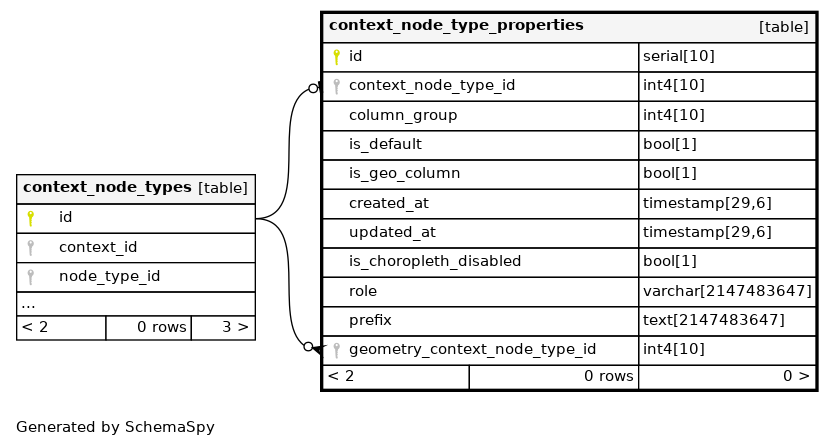 context_node_type_properties [table]
id serial[10]
context_node_type_id int4[10]
column_group int4[10]
is_default bool[1]
is_geo_column bool[1]
created_at timestamp[29,6]
updated_at timestamp[29,6]
is_choropleth_disabled bool[1]
role varchar[2147483647]
prefix text[2147483647]
geometry_context_node_type_id int4[10]
< 2 0 rows 0 >
context_node_types [table]
id
context_id
node_type_id
...
< 2 0 rows 3 >
Generated by SchemaSpy